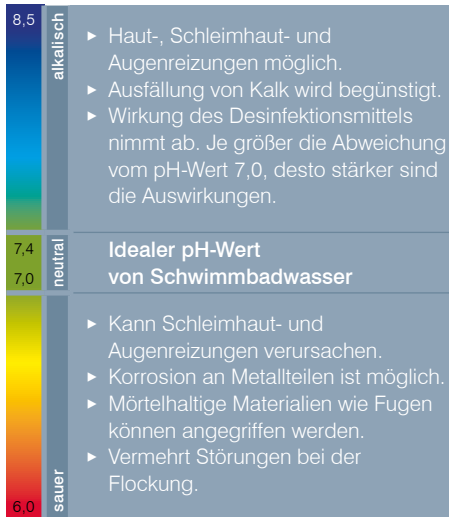 8,5
alkalisch
▸ Haut-, Schleimhaut- und
Augenreizungen möglich.
▸ Ausfällung von Kalk wird begünstigt.
▸ Wirkung des Desinfektionsmittels
nimmt ab. Je größer die Abweichung
vom pH-Wert 7,0, desto stärker sind
die Auswirkungen.
7,4
7,0
neutral
Idealer pH-Wert
von Schwimmbadwasser
▸ Kann Schleimhaut- und
Augenreizungen verursachen.
▸ Korrosion an Metallteilen ist möglich.
▸ Mörtelhaltige Materialien wie Fugen
können angegriffen werden.
▸ Vermehrt Störungen bei der
Flockung.
sauer
6,0